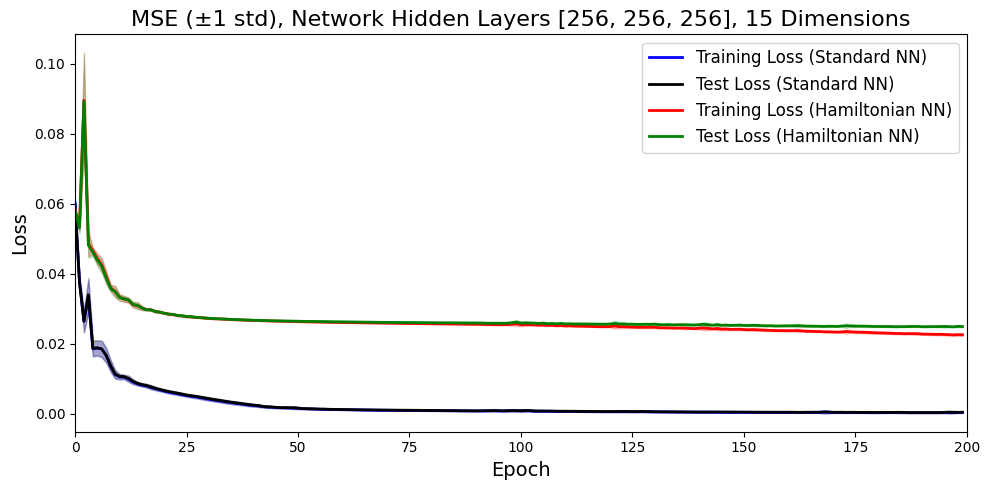 MSE (±1 std), Network Hidden Layers [256, 256, 256], 15 Dimensions
Training Loss (Standard NN)
Test Loss (Standard NN)
Training Loss (Hamiltonian NN)
Test Loss (Hamiltonian NN)
Loss
0.10
0.08
0.06
0.04
0.02
0.00
0 25 50 75 100 125 150 175 200
Epoch